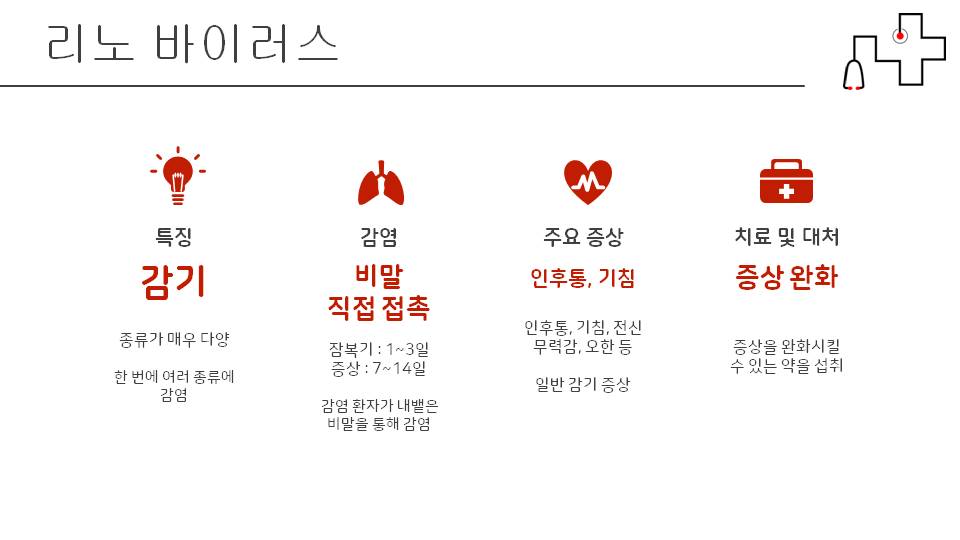 리노 바이러스
특징
감기
종류가 매우 다양
한 번에 여러 종류에
감염
감염
비말
직접 접촉
잠복기 : 1~3일
증상 : 7~14일
감염 환자가 내뱉은
비말을 통해 감염
주요 증상
인후통, 기침
인후통, 기침, 전신
무력감, 오한 등
일반 감기 증상
치료 및 대처
증상 완화
증상을 완화시킬
수 있는 약을 섭취